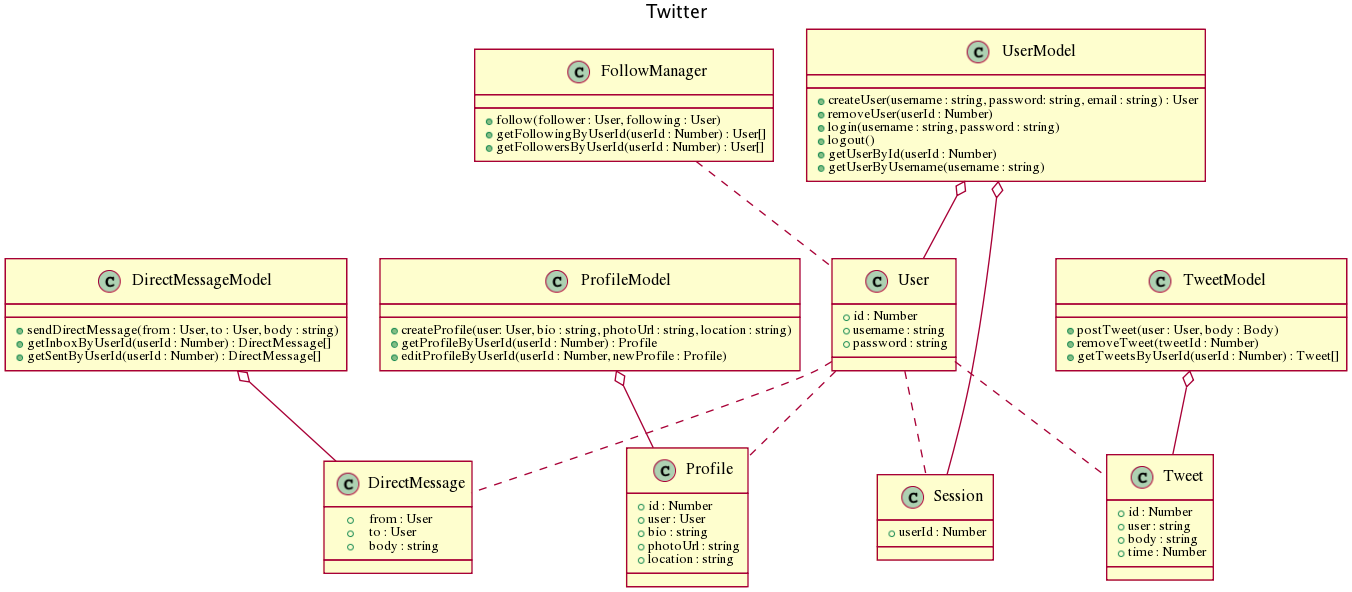 Twitter
C FollowManager
follow(follower : User, following : User)
getFollowingByUserId(userId : Number) : User[]
getFollowersByUserId(userId : Number) : User[]
C UserModel
createUser(username : string, password: string, email : string) : User
removeUser(userId : Number)
login(username : string, password : string)
logout()
getUserById(userId : Number)
getUserByUsername(username : string)
C DirectMessageModel
sendDirectMessage(from : User, to : User, body : string)
getInboxByUserId(userId : Number) : DirectMessage[]
getSentByUserId(userId : Number) : DirectMessage[]
C ProfileModel
createProfile(user: User, bio : string, photoUrl : string, location : string)
getProfileByUserId(userId : Number) : Profile
editProfileByUserId(userId : Number, newProfile : Profile)
C User
id : Number
username : string
password : string
C TweetModel
postTweet(user : User, body : Body)
removeTweet(tweetId : Number)
getTweetsByUserId(userId : Number) : Tweet[]
C DirectMessage
from : User
to : User
body : string
C Profile
id : Number
user : User
bio : string
photoUrl : string
location : string
C Session
userId : Number
C Tweet
id : Number
user : string
body : string
time : Number